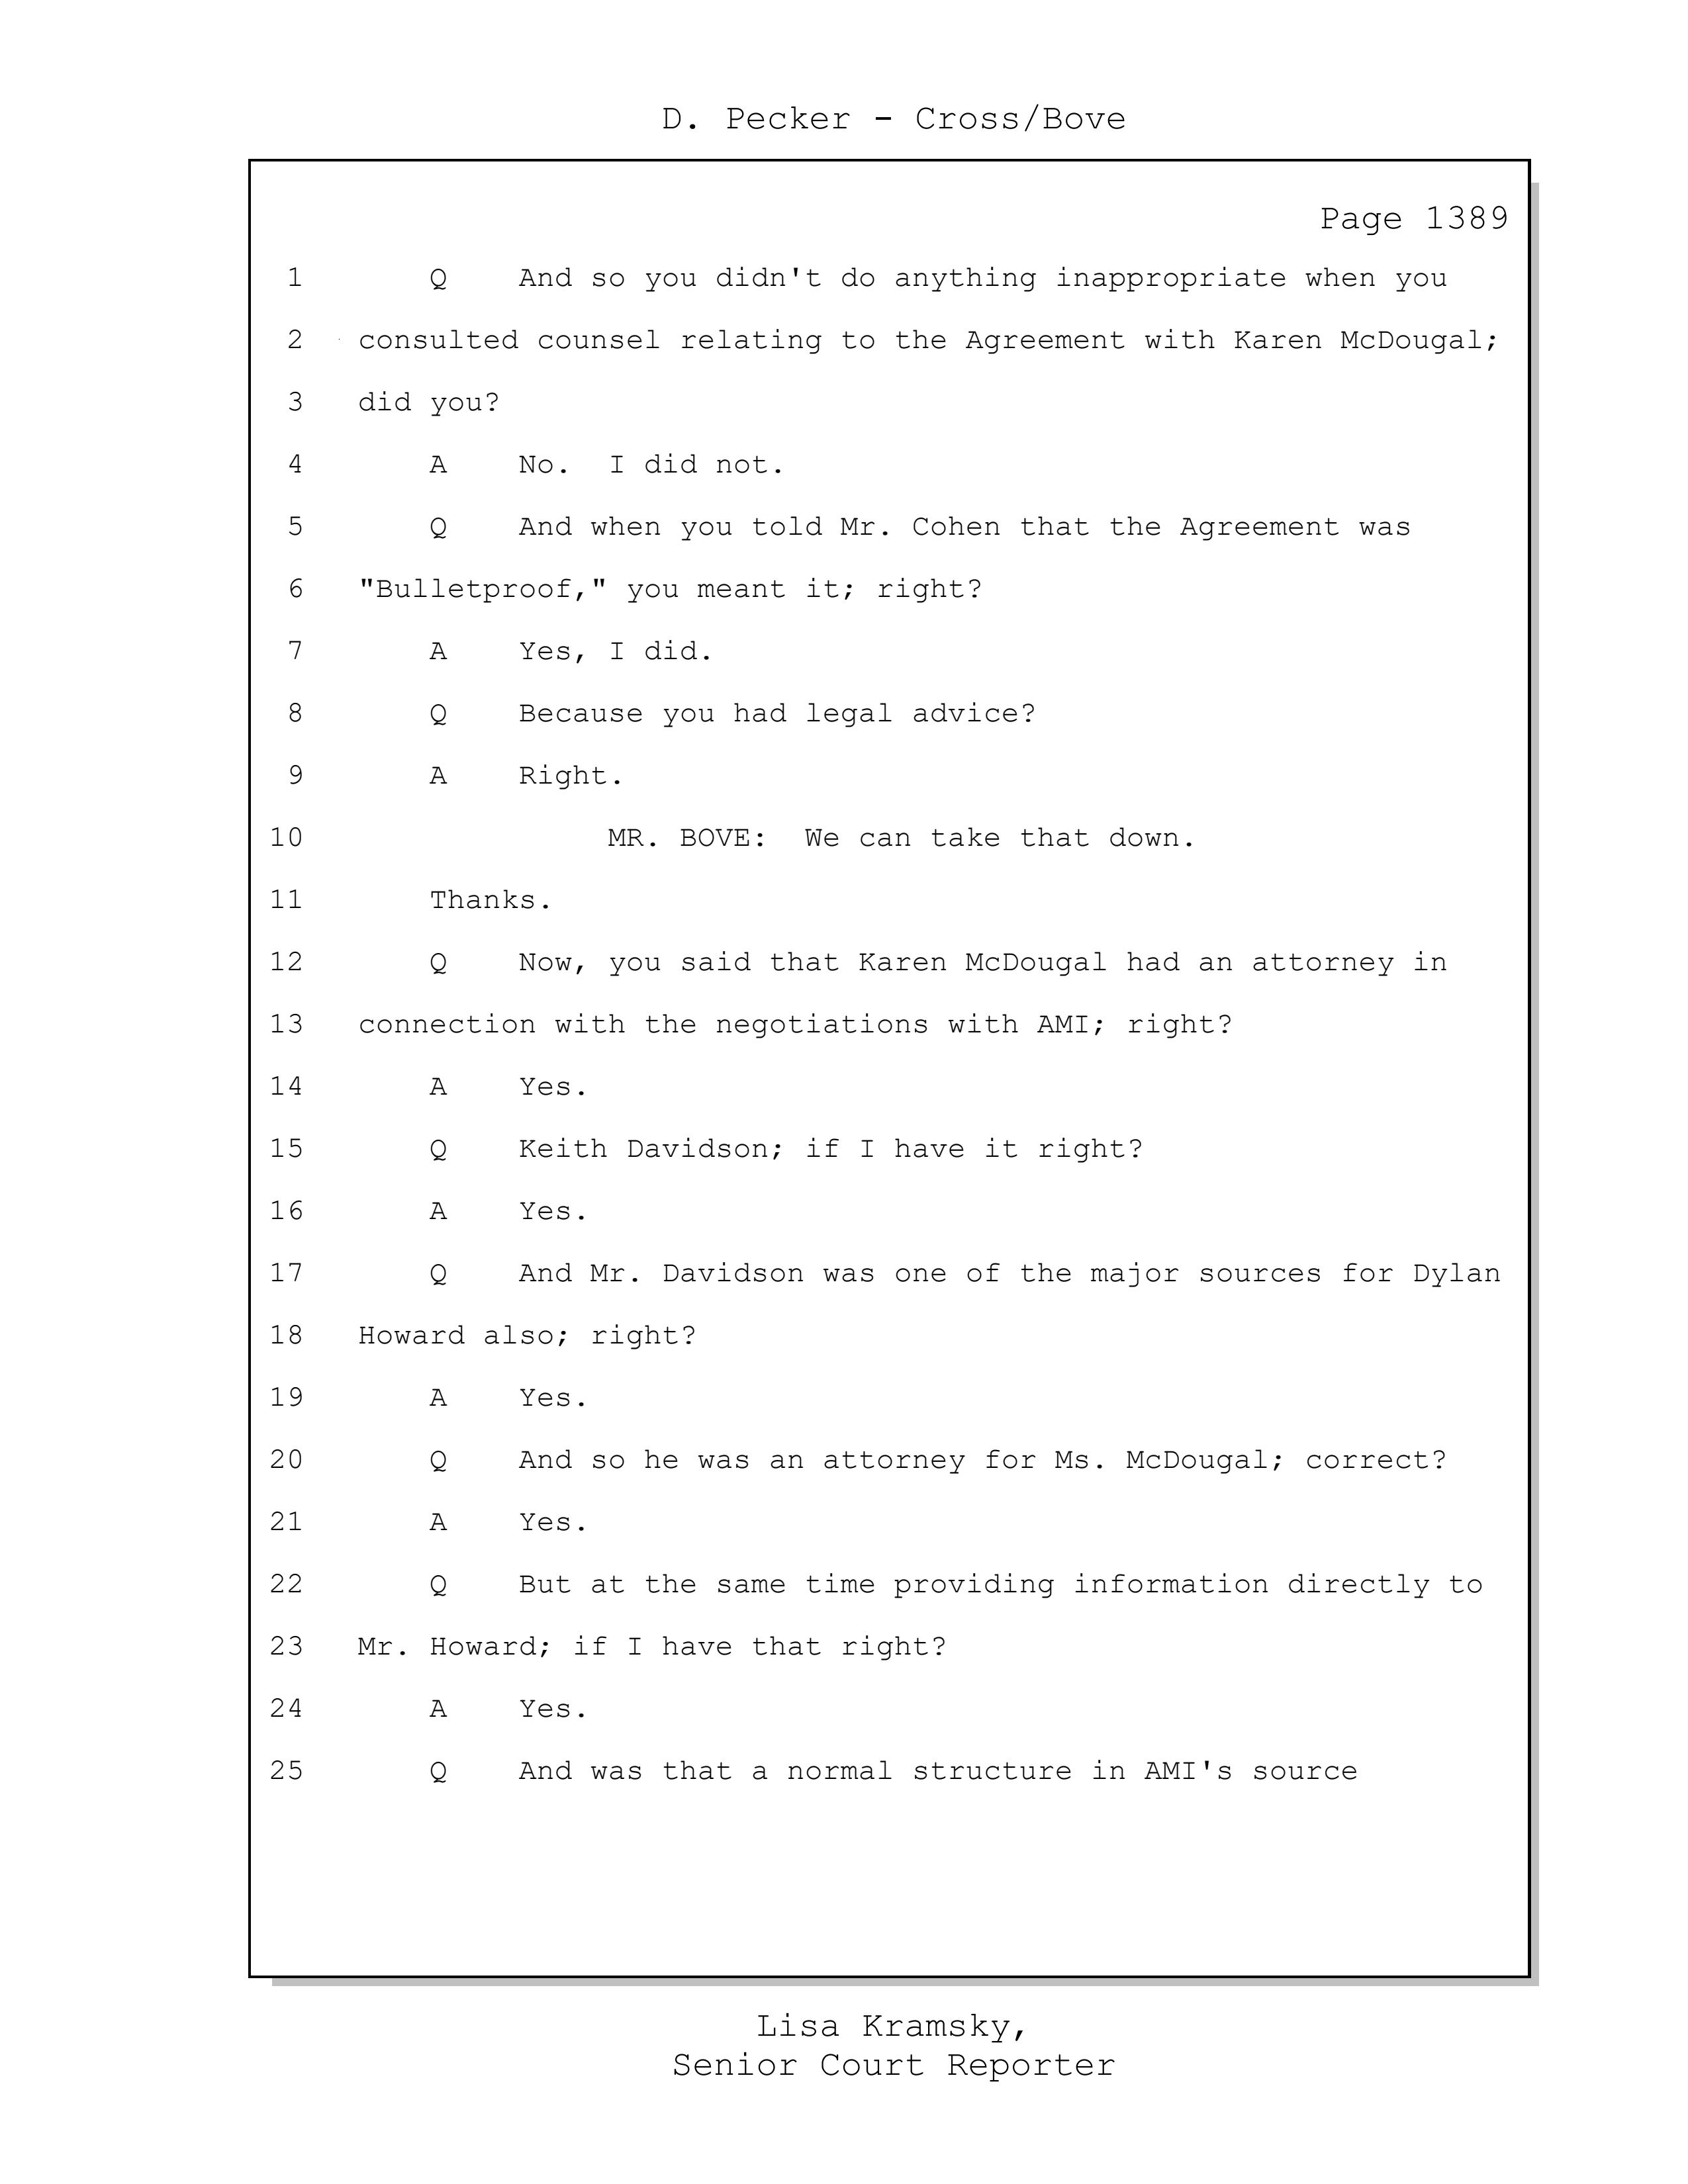 D. Pecker - Cross/Bove
Page 1389
1 Q And so you didn't do anything inappropriate when you
2 consulted counsel relating to the Agreement with Karen McDougal;
3 did you?
4 A No. I did not.
5 Q And when you told Mr. Cohen that the Agreement was
6 "Bulletproof," you meant it; right?
7 A Yes, I did.
8 Q Because you had legal advice?
9 A Right.
10 MR. BOVE: We can take that down.
11 Thanks.
12 Q Now, you said that Karen McDougal had an attorney in
13 connection with the negotiations with AMI; right?
14 A Yes.
15 Q Keith Davidson; if I have it right?
16 A Yes.
17 Q And Mr. Davidson was one of the major sources for Dylan
18 Howard also; right?
19 A Yes.
20 Q And so he was an attorney for Ms. McDougal; correct?
21 A Yes.
22 Q But at the same time providing information directly to
23 Mr. Howard; if I have that right?
24 A Yes.
25 Q And was that a normal structure in AMI's source
Lisa Kramsky,
Senior Court Reporter